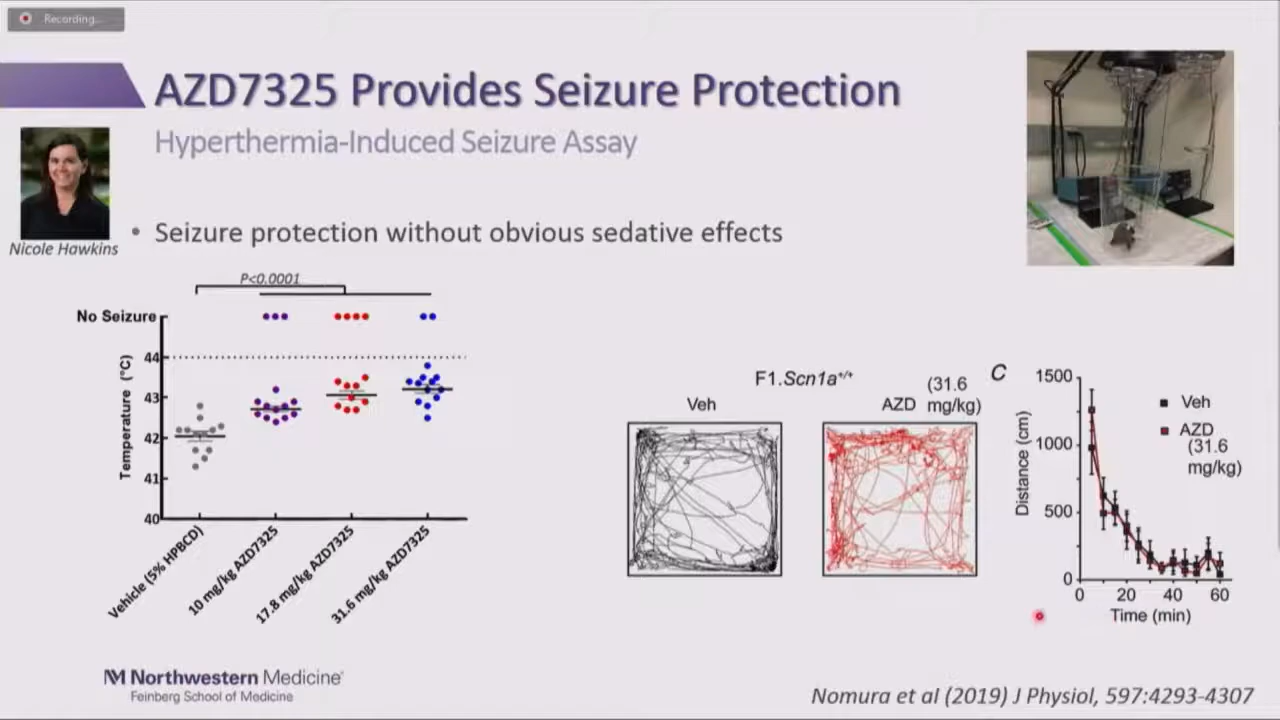 Recording...
AZD7325 Provides Seizure Protection
Hyperthermia-Induced Seizure Assay
Nicole Hawkins
• Seizure protection without obvious sedative effects
P<0.0001
No Seizure
Temperature (°C)
44
43
42
41
40
Vehicle (5% HPBCD)
10 mg/kg AZD7325
17.8 mg/kg AZD7325
31.6 mg/kg AZD7325
F1.Scn1a+/+
Veh
AZD (31.6 mg/kg)
C
Distance (cm)
1500
1000
500
0
Veh
AZD
(31.6
mg/kg)
0 20 40 60
Time (min)
Northwestern Medicine
Feinberg School of Medicine
Nomura et al (2019) J Physiol, 597:4293-4307